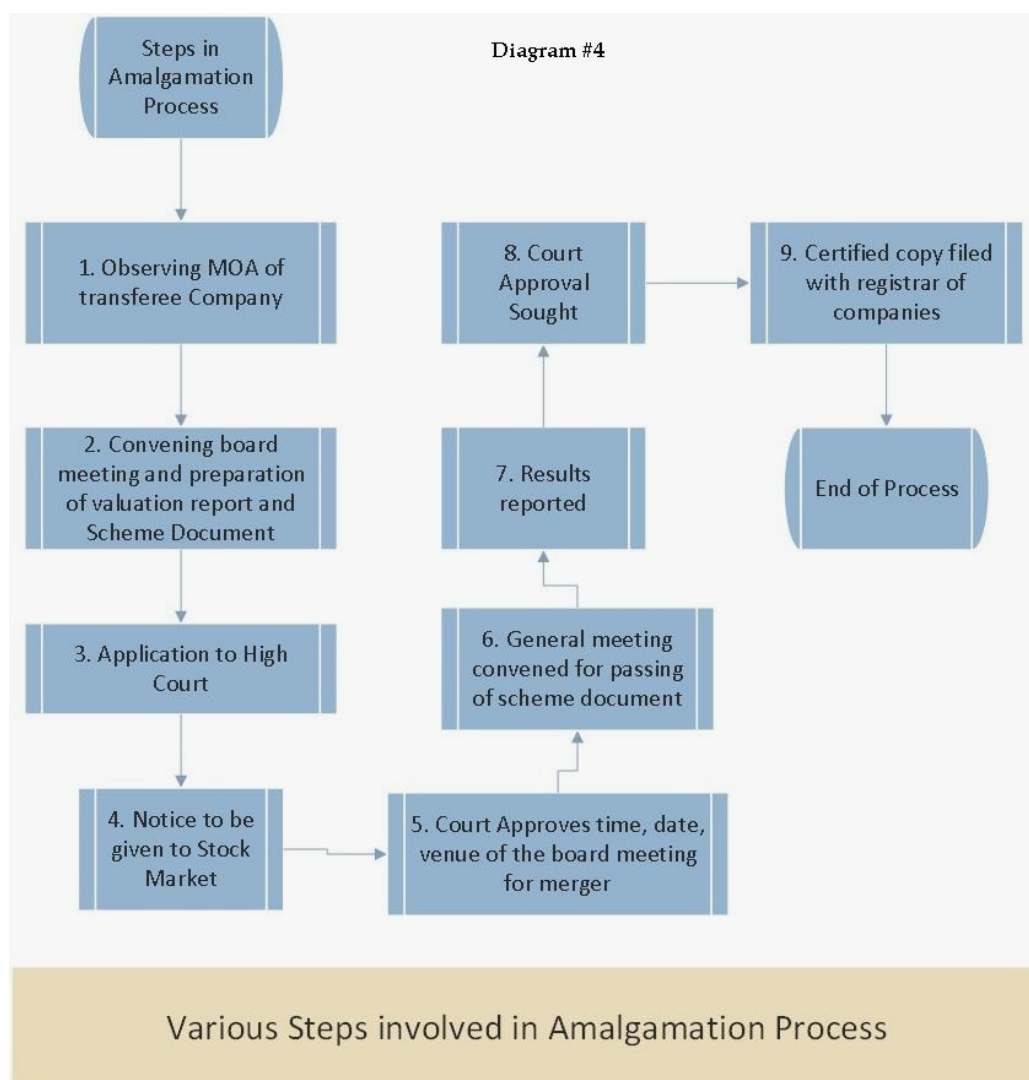 Diagram #4
Steps in
Amalgamation
Process
1. Observing MOA of
transferee Company
2. Convening board
meeting and preparation
of valuation report and
Scheme Document
3. Application to High
Court
4. Notice to be
given to Stock
Market
5. Court Approves time, date,
venue of the board meeting
for merger
6. General meeting
convened for passing
of scheme document
7. Results
reported
8. Court
Approval
Sought
9. Certified copy filed
with registrar of
companies
End of Process
Various Steps involved in Amalgamation Process